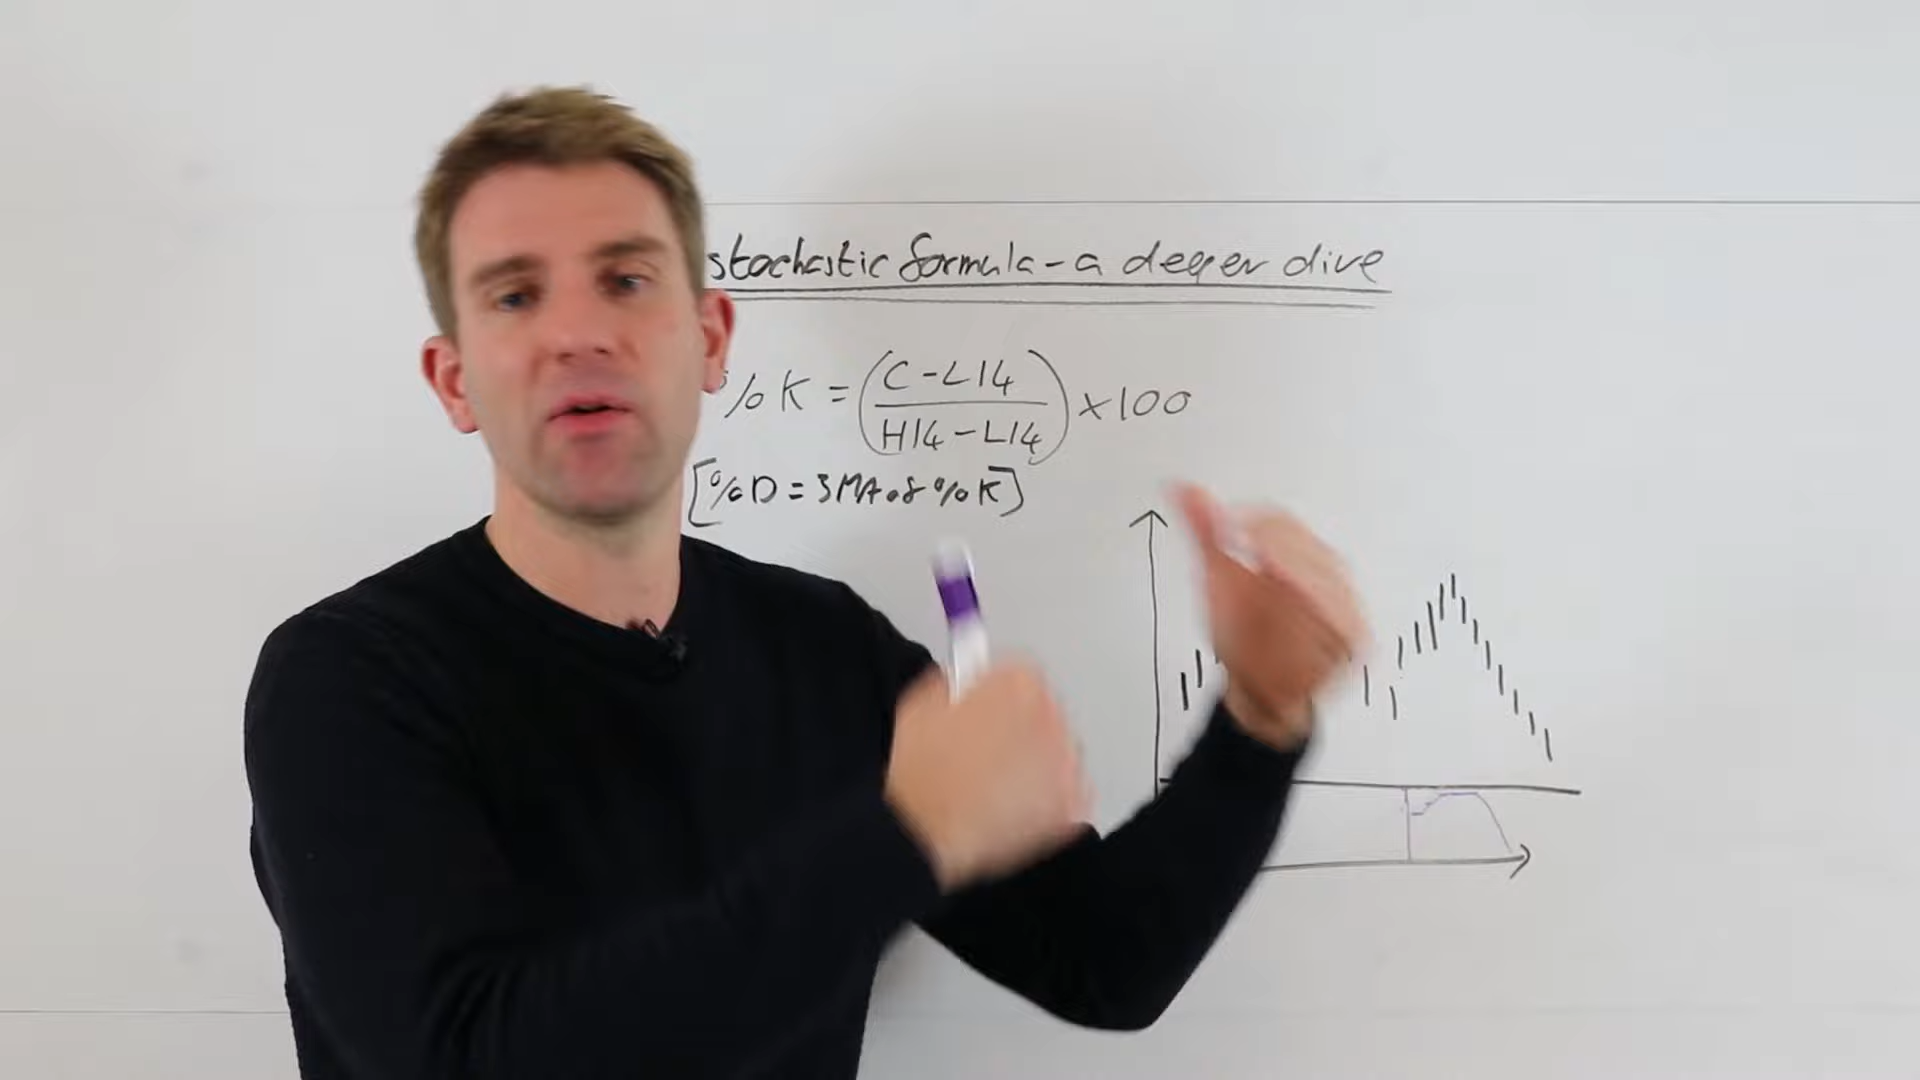 stochastic formula - a deeper dive
% K = (C - L14 / H14 - L14) × 100
[%D = 3MA of %K]